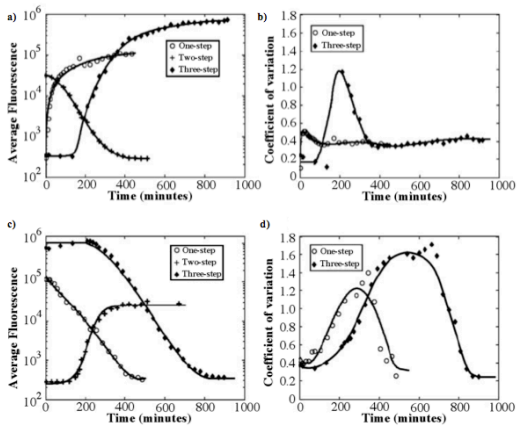 a)
Average Fluorescence
10^6
10^5
10^4
10^3
10^2
One-step
Two-step
Three-step
0 200 400 600 800 1000
Time (minutes)
b)
Coefficient of variation
1.8
1.6
1.4
1.2
1.0
0.8
0.6
0.4
0.2
0
One-step
Three-step
0 200 400 600 800 1000
Time (minutes)
c)
Average Fluorescence
10^6
10^5
10^4
10^3
10^2
One-step
Two-step
Three-step
0 200 400 600 800 1000
Time (minutes)
d)
Coefficient of variation
1.8
1.6
1.4
1.2
1.0
0.8
0.6
0.4
0.2
0
One-step
Three-step
0 200 400 600 800 1000
Time (minutes)